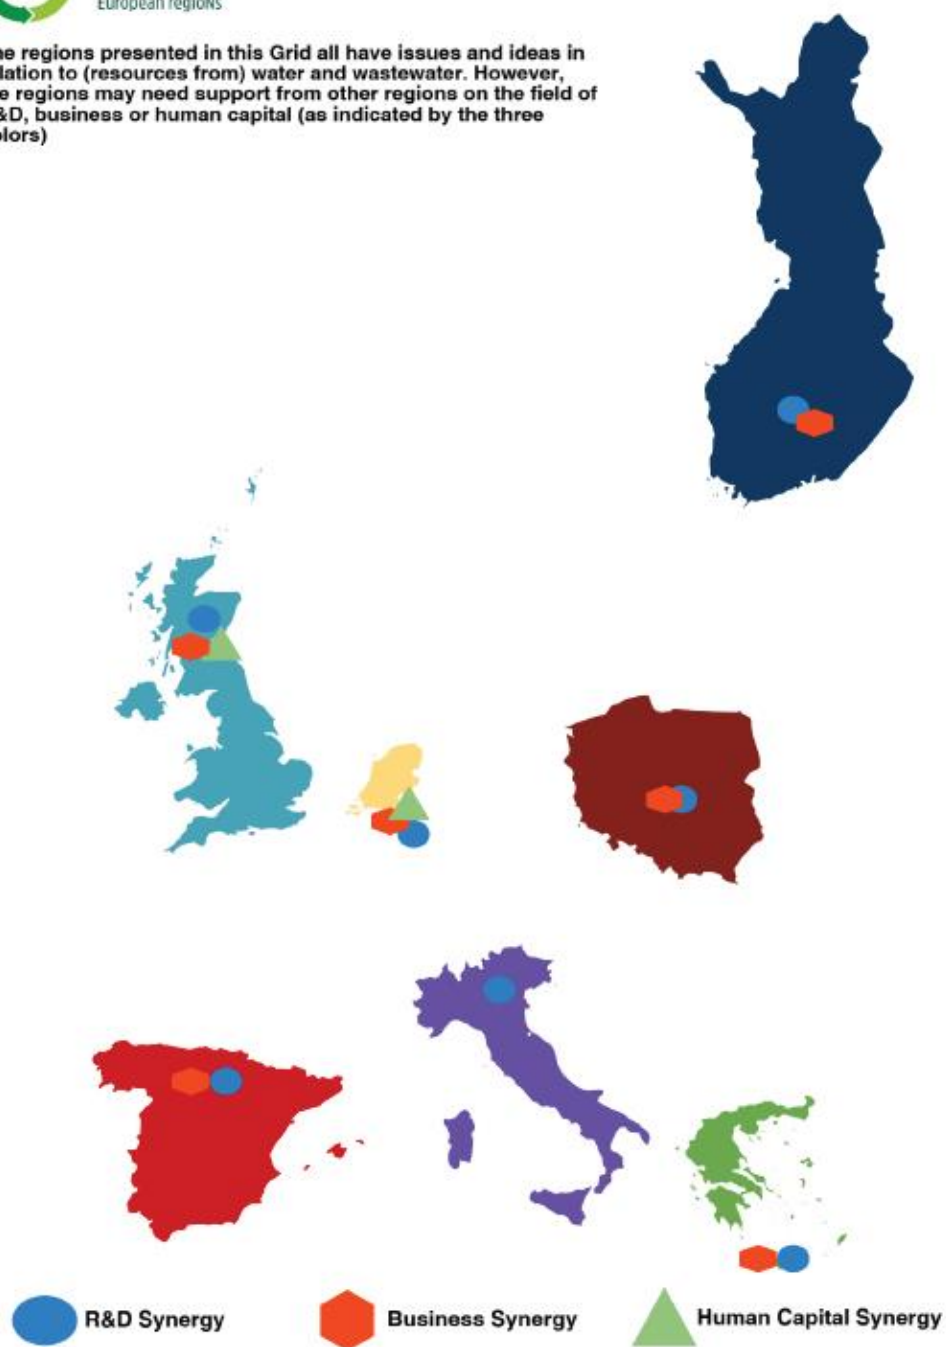 European regioNs
ne regions presented in this Grid all have issues and ideas in
lation to (resources from) water and wastewater. However,
e regions may need support from other regions on the field of
&D, business or human capital (as indicated by the three
olors)
R&D Synergy
Business Synergy
Human Capital Synergy